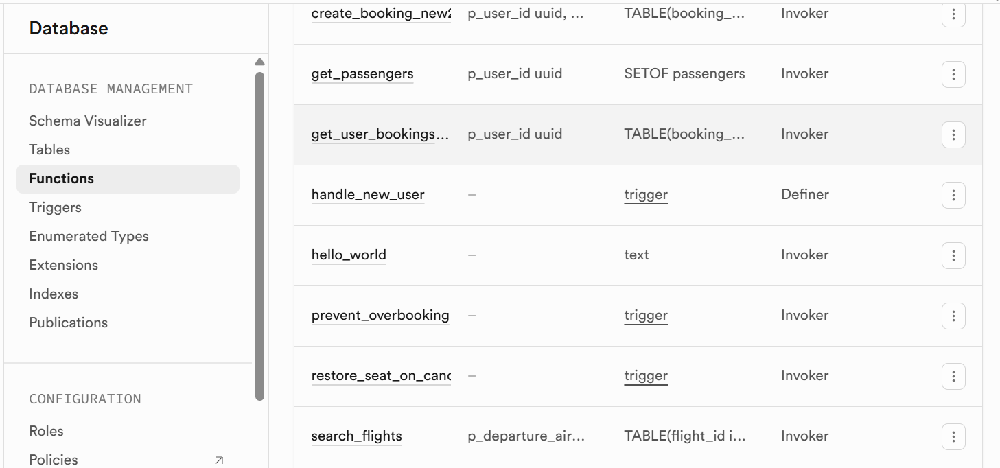 Database
DATABASE MANAGEMENT
Schema Visualizer
Tables
Functions
Triggers
Enumerated Types
Extensions
Indexes
Publications
CONFIGURATION
Roles
Policies
create_booking_new2 p_user_id uuid, ... TABLE(booking_... Invoker
get_passengers p_user_id uuid SETOF passengers Invoker
get_user_bookings... p_user_id uuid TABLE(booking_... Invoker
handle_new_user – trigger Definer
hello_world – text Invoker
prevent_overbooking – trigger Invoker
restore_seat_on_canc – trigger Invoker
search_flights p_departure_air... TABLE(flight_id i... Invoker